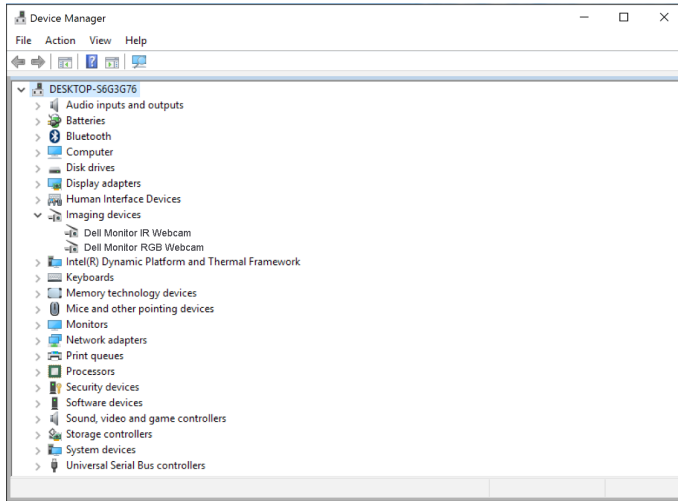 Device Manager
File Action View Help
DESKTOP-S6G3G76
Audio inputs and outputs
Batteries
Bluetooth
Computer
Disk drives
Display adapters
Human Interface Devices
Imaging devices
Dell Monitor IR Webcam
Dell Monitor RGB Webcam
Intel(R) Dynamic Platform and Thermal Framework
Keyboards
Memory technology devices
Mice and other pointing devices
Monitors
Network adapters
Print queues
Processors
Security devices
Software devices
Sound, video and game controllers
Storage controllers
System devices
Universal Serial Bus controllers